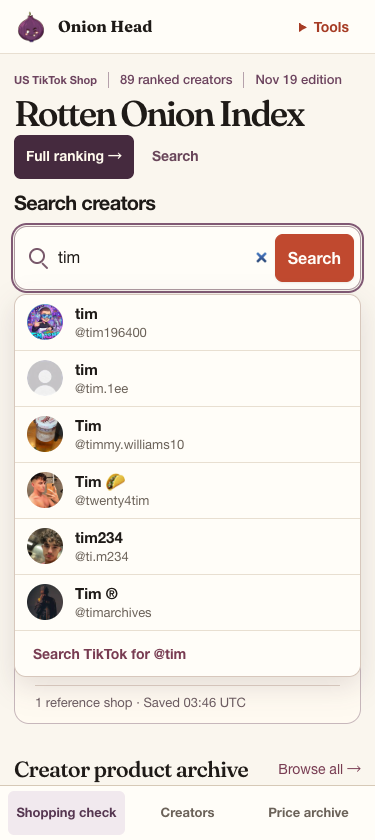 Onion Head
▶ Tools
US TikTok Shop | 89 ranked creators | Nov 19 edition
Rotten Onion Index
Full ranking → Search
Search creators
tim × Search
tim
@tim196400
tim
@tim.1ee
Tim
@timmy.williams10
Tim 🌮
@twenty4tim
tim234
@ti.m234
Tim ®
@timarchives
Search TikTok for @tim
1 reference shop · Saved 03:46 UTC
Creator product archive Browse all →
Shopping check Creators Price archive